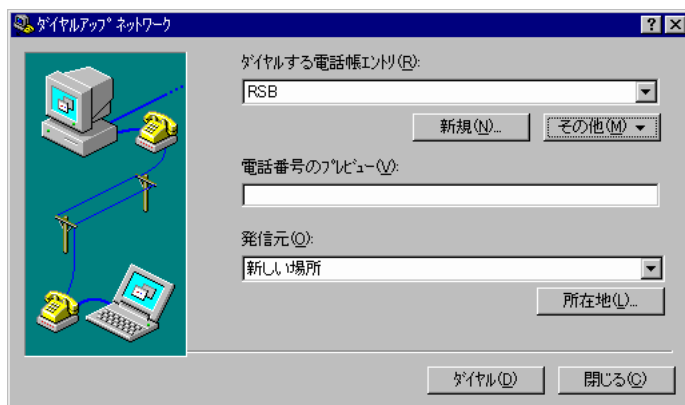 ﾀﾞｲﾔﾙｱｯﾌﾟ ﾈｯﾄﾜｰｸ
ﾀﾞｲﾔﾙする電話帳ｴﾝﾄﾘ(R):
RSB
新規(N)...
その他(M)
電話番号のﾌﾟﾚﾋﾞｭｰ(V):
発信元(O):
新しい場所
所在地(L)...
ﾀﾞｲﾔﾙ(D)
閉じる(C)